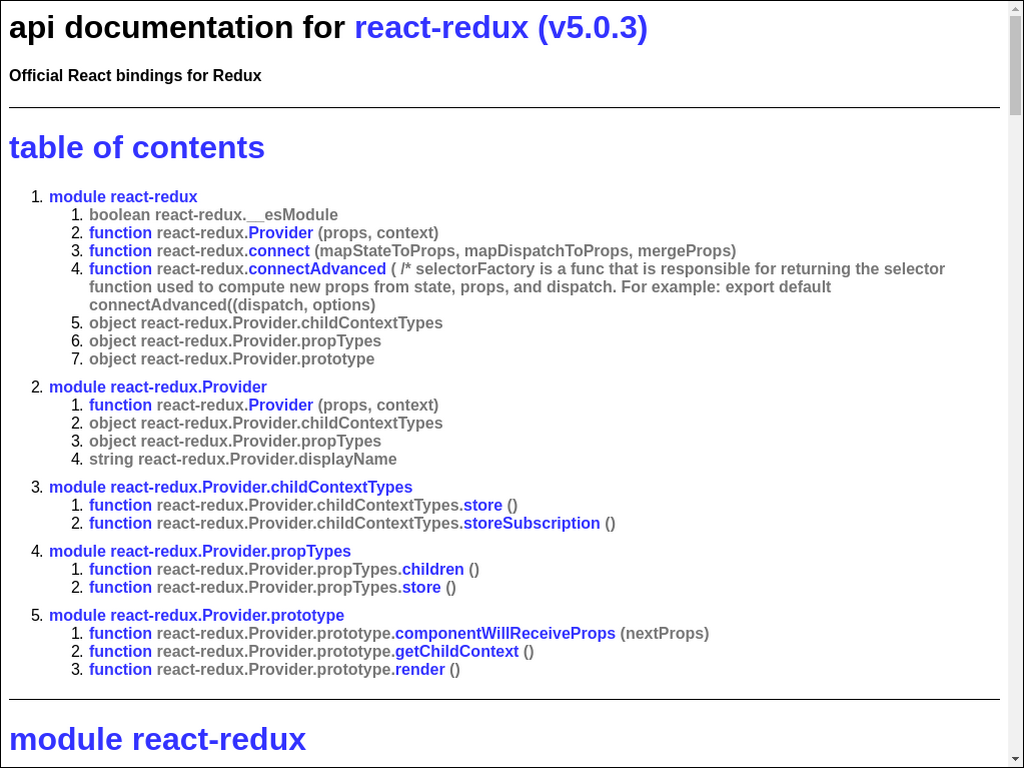 api documentation for react-redux (v5.0.3)
Official React bindings for Redux
table of contents
1. module react-redux
1. boolean react-redux.__esModule
2. function react-redux.Provider (props, context)
3. function react-redux.connect (mapStateToProps, mapDispatchToProps, mergeProps)
4. function react-redux.connectAdvanced ( /* selectorFactory is a func that is responsible for returning the selector
function used to compute new props from state, props, and dispatch. For example: export default
connectAdvanced((dispatch, options)
5. object react-redux.Provider.childContextTypes
6. object react-redux.Provider.propTypes
7. object react-redux.Provider.prototype
2. module react-redux.Provider
1. function react-redux.Provider (props, context)
2. object react-redux.Provider.childContextTypes
3. object react-redux.Provider.propTypes
4. string react-redux.Provider.displayName
3. module react-redux.Provider.childContextTypes
1. function react-redux.Provider.childContextTypes.store ()
2. function react-redux.Provider.childContextTypes.storeSubscription ()
4. module react-redux.Provider.propTypes
1. function react-redux.Provider.propTypes.children ()
2. function react-redux.Provider.propTypes.store ()
5. module react-redux.Provider.prototype
1. function react-redux.Provider.prototype.componentWillReceiveProps (nextProps)
2. function react-redux.Provider.prototype.getChildContext ()
3. function react-redux.Provider.prototype.render ()
module react-redux